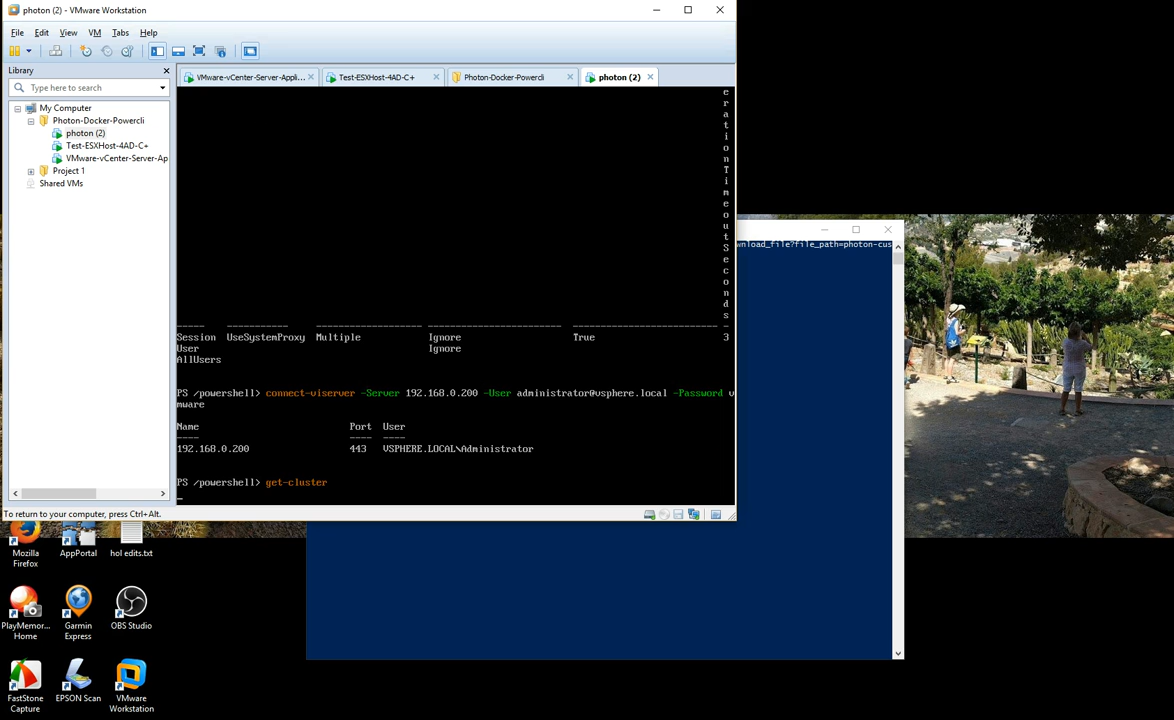 photon (2) - VMware Workstation
File Edit View VM Tabs Help
Library
Type here to search
My Computer
Photon-Docker-Powercli
photon (2)
Test-ESXHost-4AD-C+
VMware-vCenter-Server-Ap
Project 1
Shared VMs
VMware-vCenter-Server-Appli...
Test-ESXHost-4AD-C+
Photon-Docker-Powercli
photon (2)
e
r
a
t
i
o
n
T
i
m
e
o
u
t
S
e
c
o
n
d
s
----- -------------- ------------------- ------------------------ -------------------------- -
Session UseSystemProxy Multiple Ignore True 3
User Ignore
AllUsers
PS /powershell> connect-viserver -Server 192.168.0.200 -User administrator@vsphere.local -Password v
mware
Name Port User
---- ---- ----
192.168.0.200 443 VSPHERE.LOCAL\Administrator
PS /powershell> get-cluster
To return to your computer, press Ctrl+Alt.
wnload_file?file_path=photon-cus
Mozilla
Firefox
AppPortal
hol edits.txt
PlayMemor...
Home
Garmin
Express
OBS Studio
FastStone
Capture
EPSON Scan
VMware
Workstation